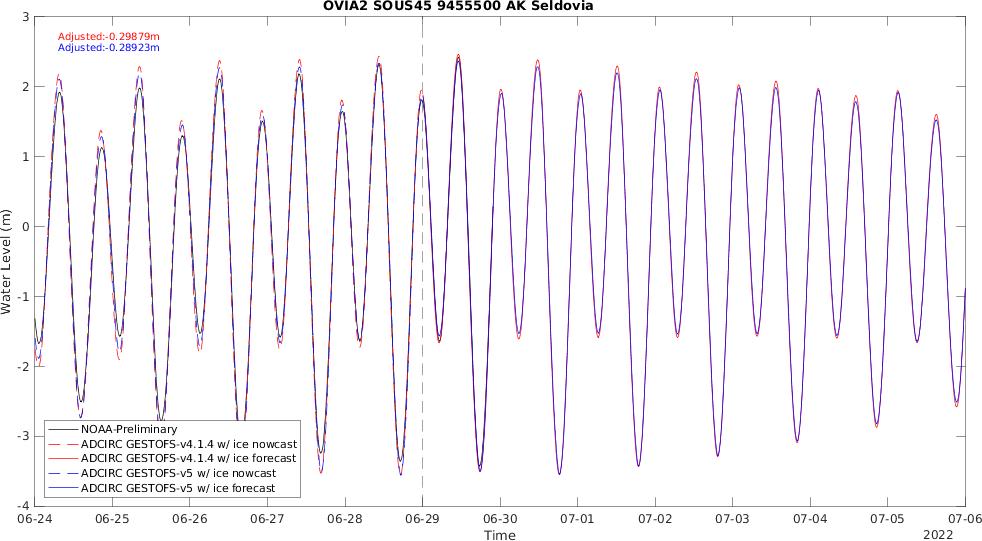 OVIA2 SOUS45 9455500 AK Seldovia
3
Adjusted:-0.29879m
Adjusted:-0.28923m
2
1
0
-1
-2
-3
-4
Water Level (m)
NOAA-Preliminary
ADCIRC GESTOFS-v4.1.4 w/ ice nowcast
ADCIRC GESTOFS-v4.1.4 w/ ice forecast
ADCIRC GESTOFS-v5 w/ ice nowcast
ADCIRC GESTOFS-v5 w/ ice forecast
06-24 06-25 06-26 06-27 06-28 06-29 06-30 07-01 07-02 07-03 07-04 07-05 07-06
Time
2022